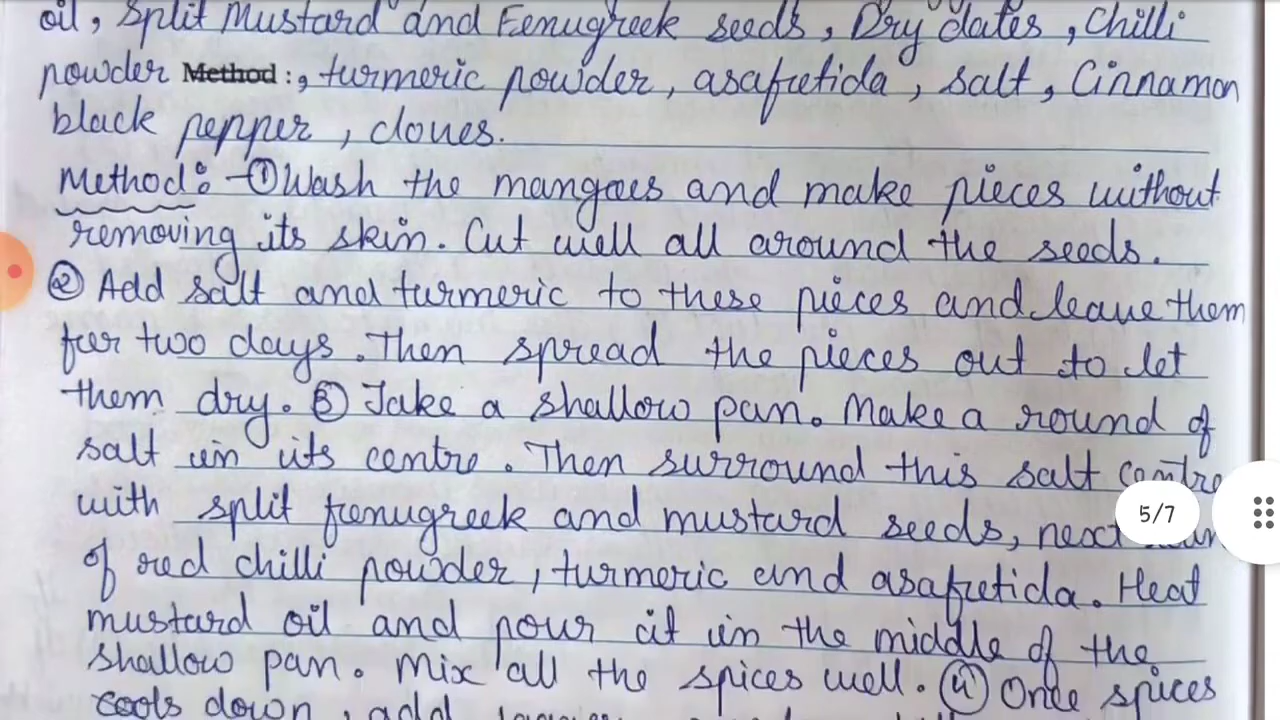 oil, Split Mustard and Fenugreek seeds, Dry dates, Chilli
powder Method :, turmeric powder, asafretida, salt, Cinnamon
black pepper, cloves.
Method:- ① Wash the mangoes and make pieces without
removing its skin. Cut well all around the seeds.
② Add salt and turmeric to these pieces and leave them
for two days. Then spread the pieces out to let
them dry. ③ Take a shallow pan. Make a round of
salt in its centre. Then surround this salt centre
with split fenugreek and mustard seeds, next
5/7
of red chilli powder, turmeric and asafretida. Heat
mustard oil and pour it in the middle of the
shallow pan. Mix all the spices well. ④ Once spices
cools down, add